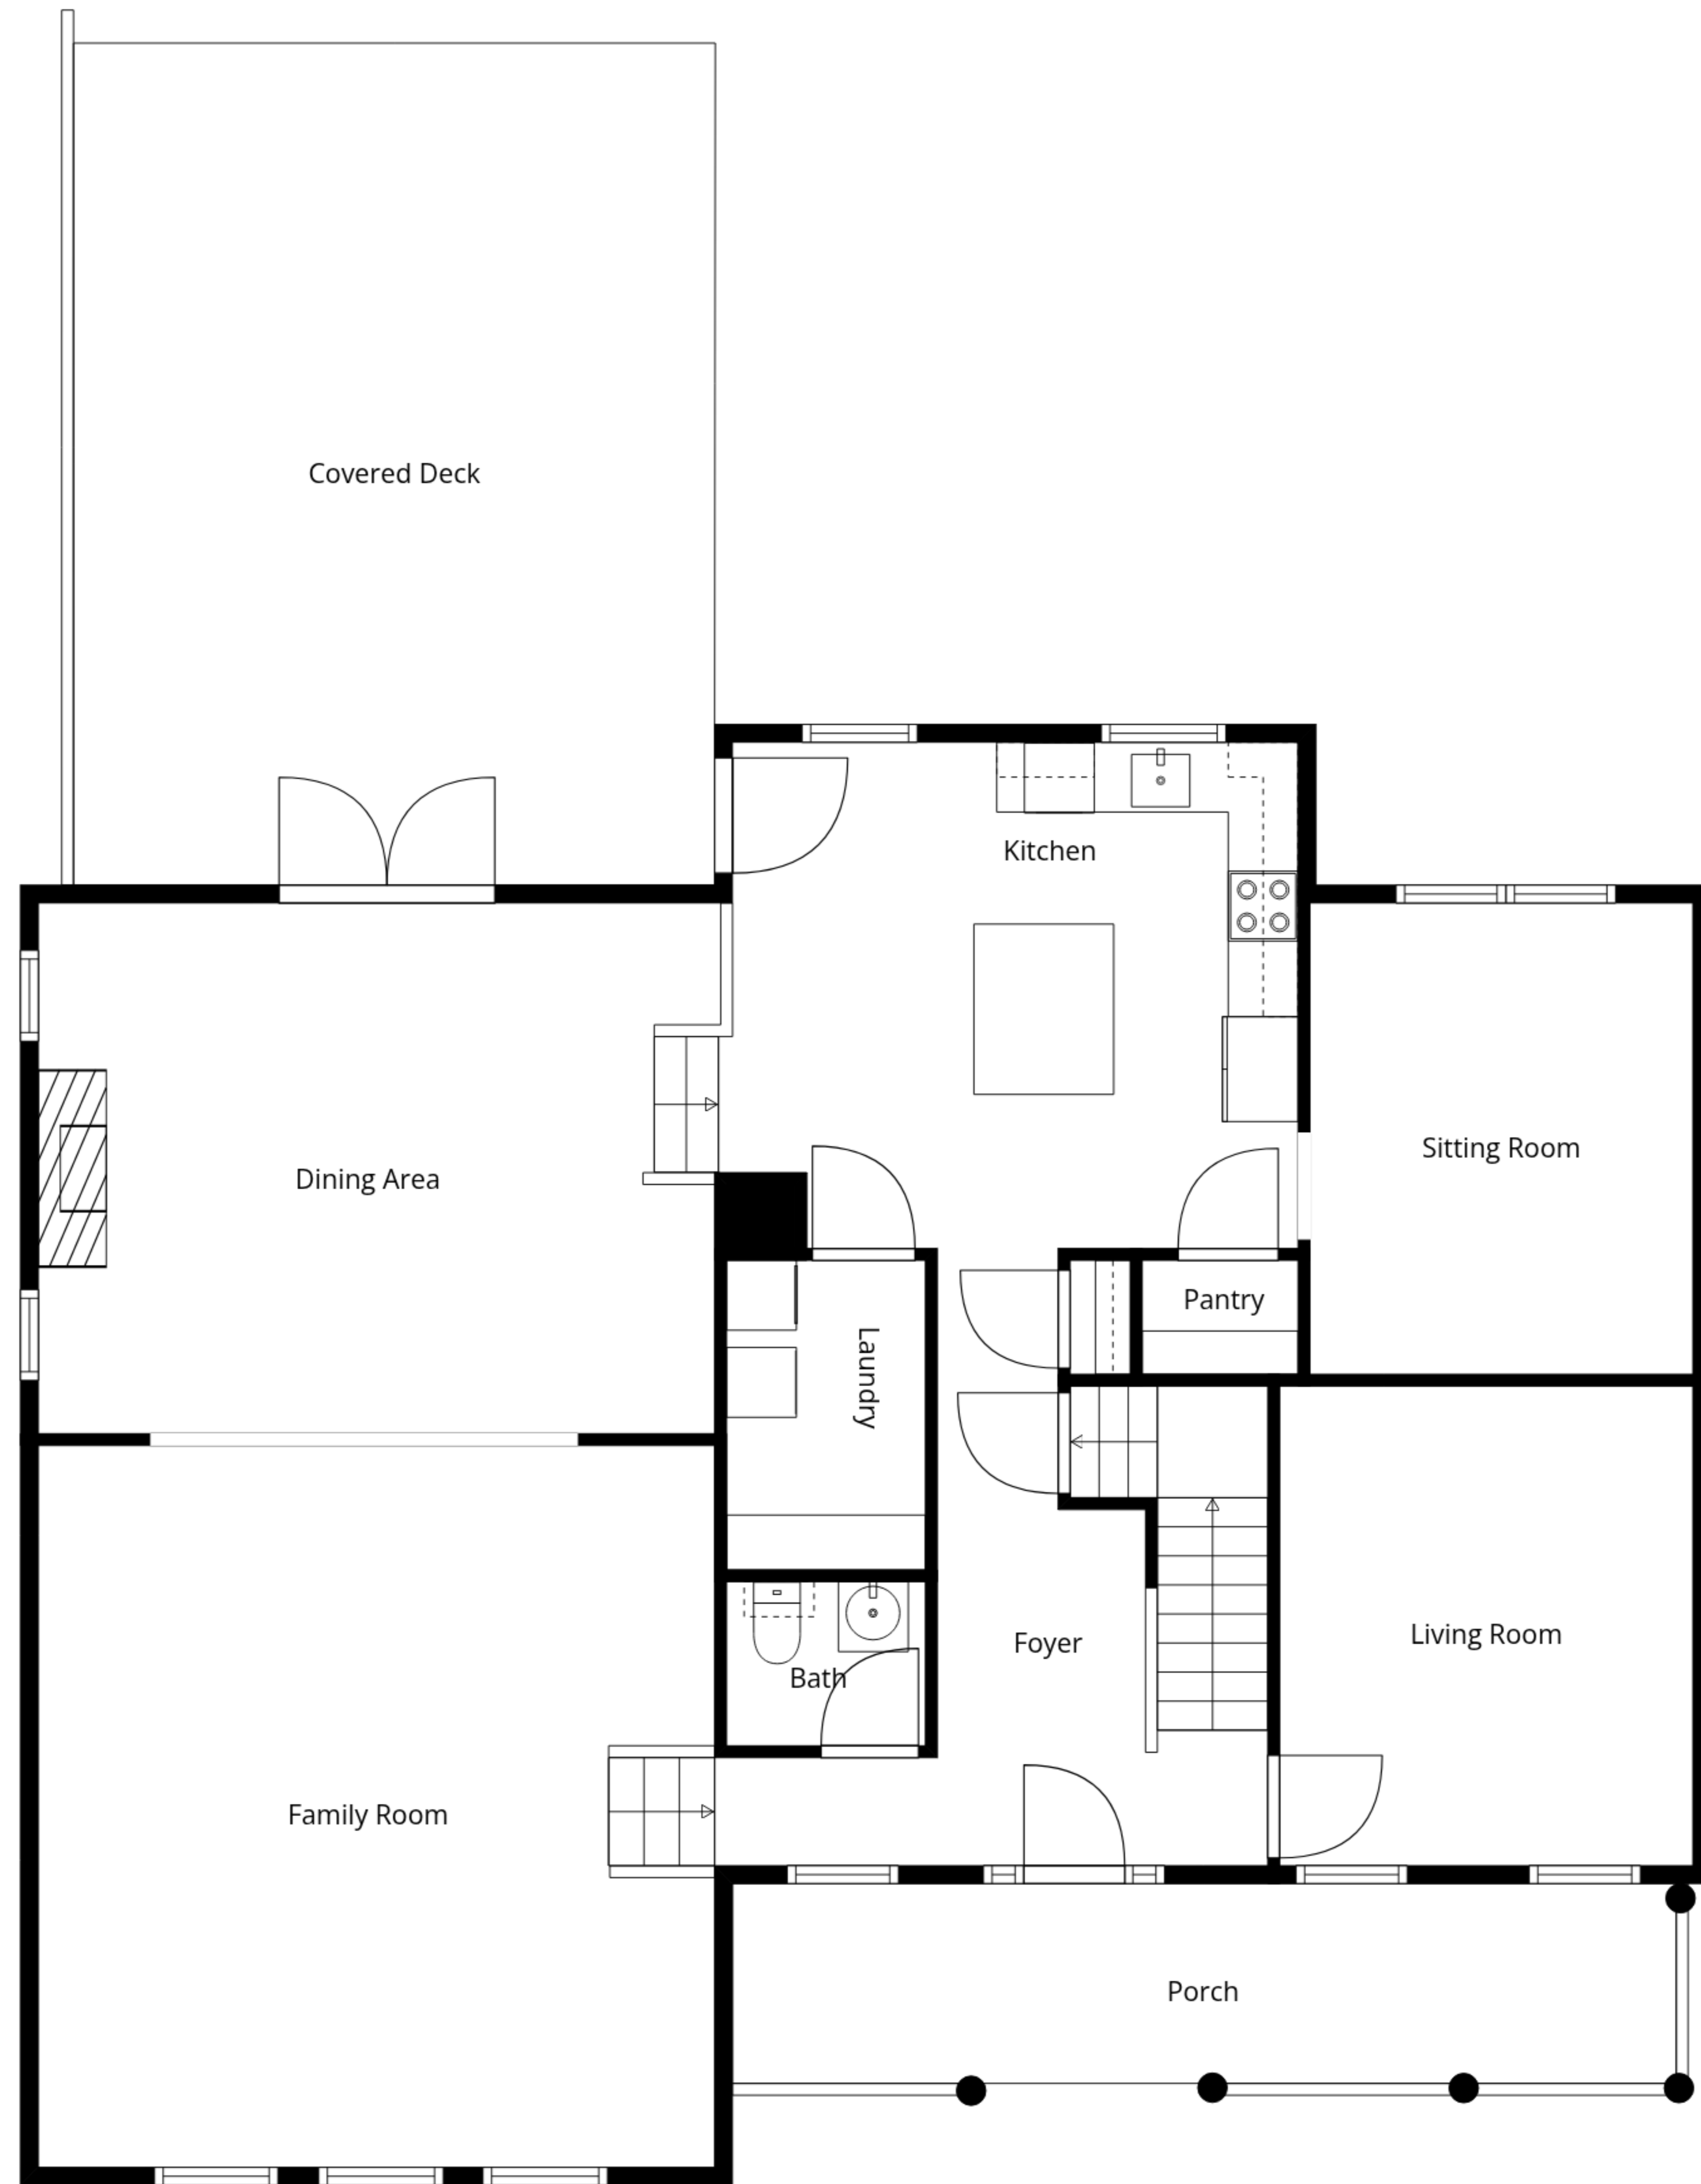 Covered Deck
Kitchen
Sitting Room
Dining Area
Pantry
Laundry
Living Room
Foyer
Bath
Family Room
Porch